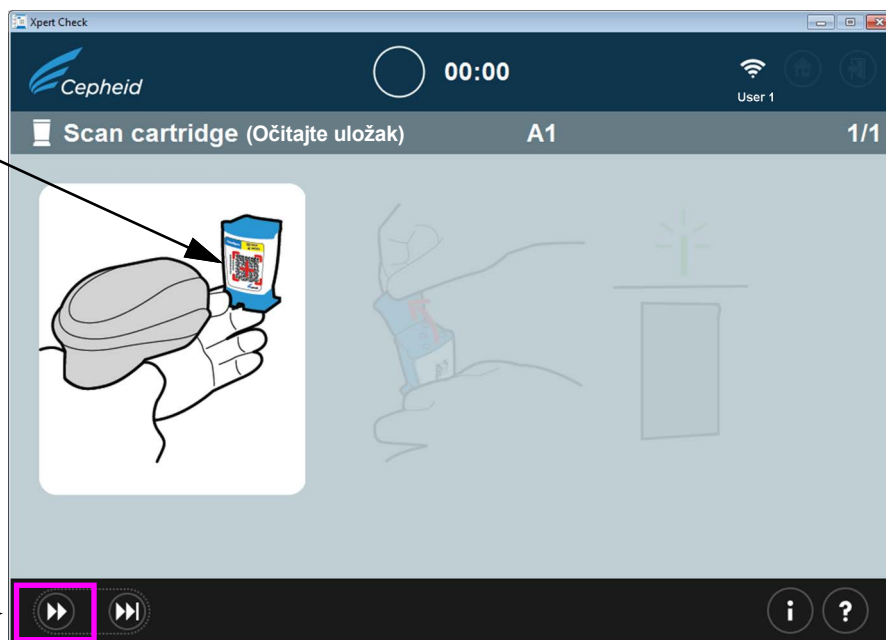 Xpert Check
Cepheid
00:00
User 1
Scan cartridge (Očitajte uložak)
A1
1/1
i
?